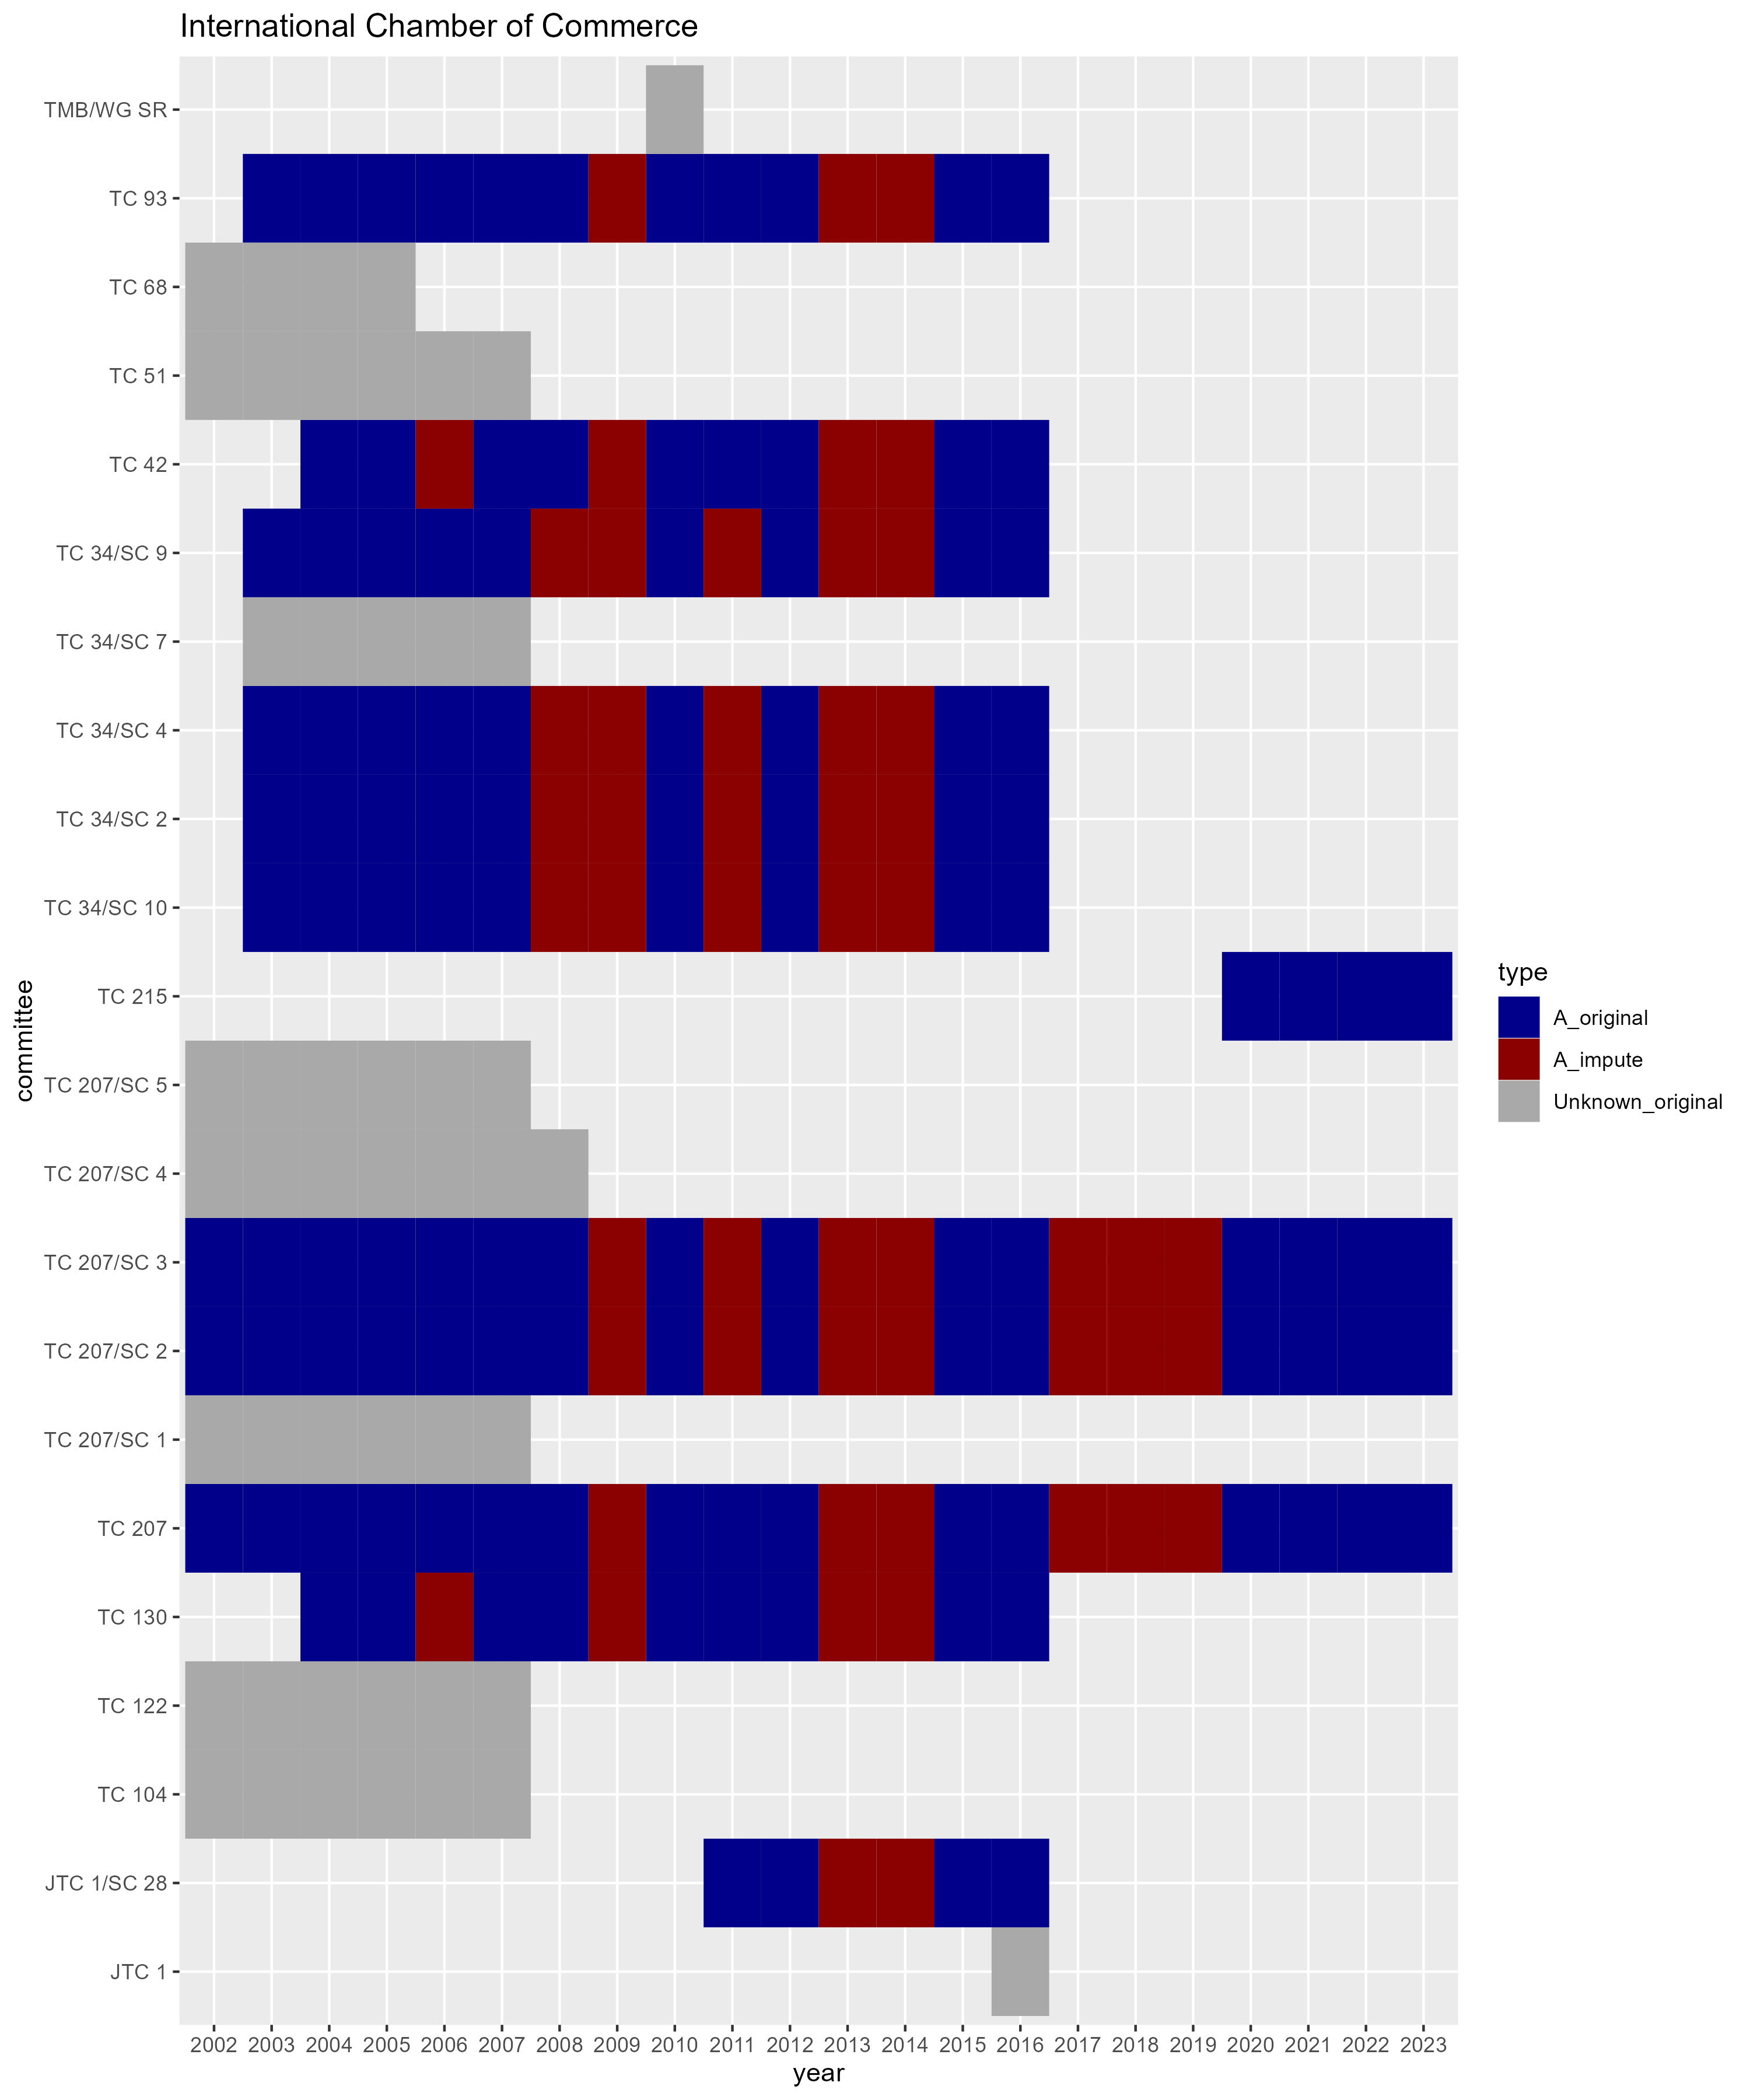 International Chamber of Commerce
TMB/WG SR
TC 93
TC 68
TC 51
TC 42
TC 34/SC 9
TC 34/SC 7
TC 34/SC 4
TC 34/SC 2
TC 34/SC 10
TC 215
TC 207/SC 5
TC 207/SC 4
TC 207/SC 3
TC 207/SC 2
TC 207/SC 1
TC 207
TC 130
TC 122
TC 104
JTC 1/SC 28
JTC 1
committee
2002 2003 2004 2005 2006 2007 2008 2009 2010 2011 2012 2013 2014 2015 2016 2017 2018 2019 2020 2021 2022 2023
year
type
A_original
A_impute
Unknown_original